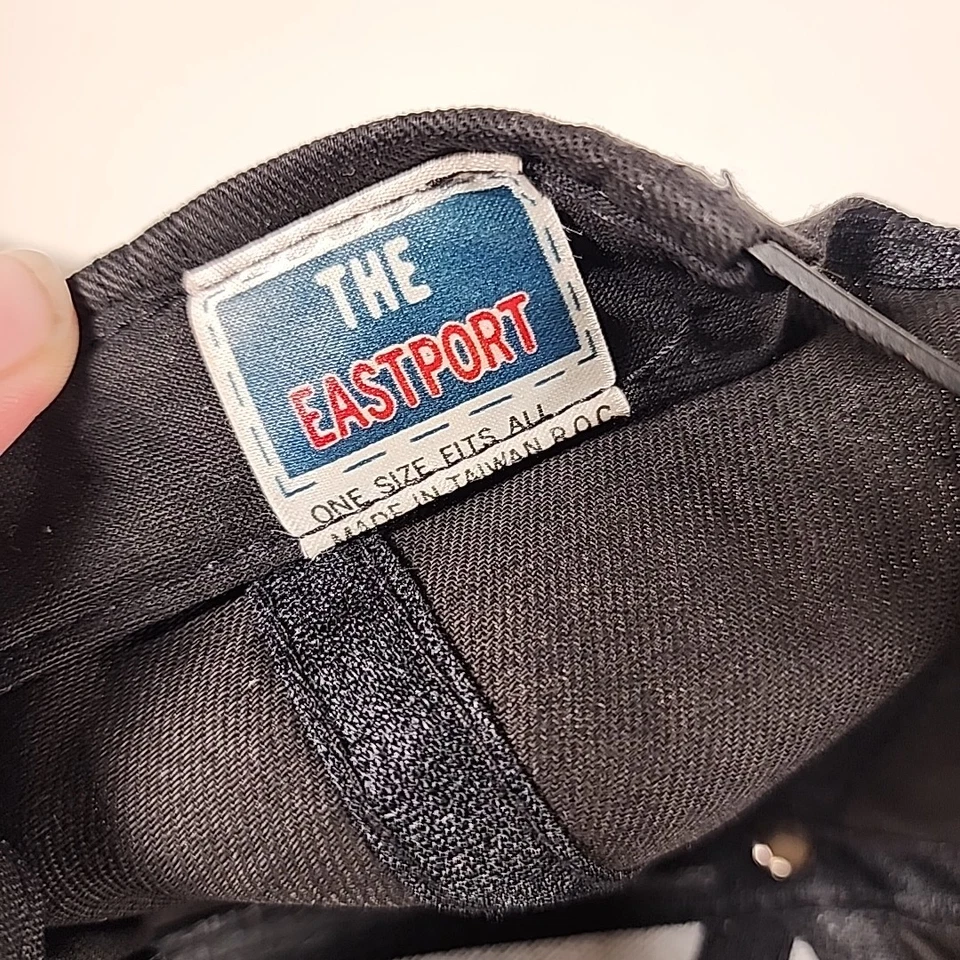 THE
EASTPORT
ONE SIZE FITS ALL
MADE IN TAIWAN R.O.C